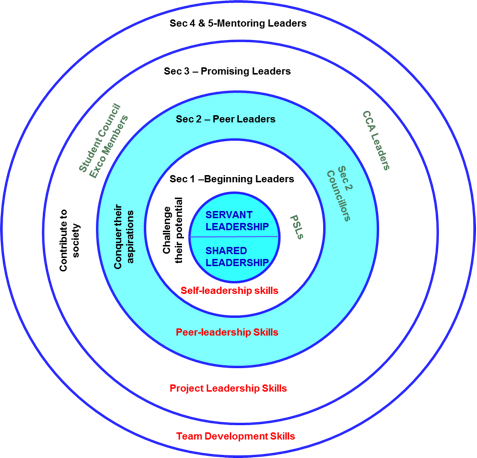 Sec 4 & 5-Mentoring Leaders
Sec 3 – Promising Leaders
Student Council
Exco Members
CCA Leaders
Sec 2 – Peer Leaders
Sec 2
Councillors
Sec 1 –Beginning Leaders
Contribute to
society
Conquer their
aspirations
Challenge
their potential
SERVANT
LEADERSHIP
SHARED
LEADERSHIP
PSLs
Self-leadership skills
Peer-leadership Skills
Project Leadership Skills
Team Development Skills